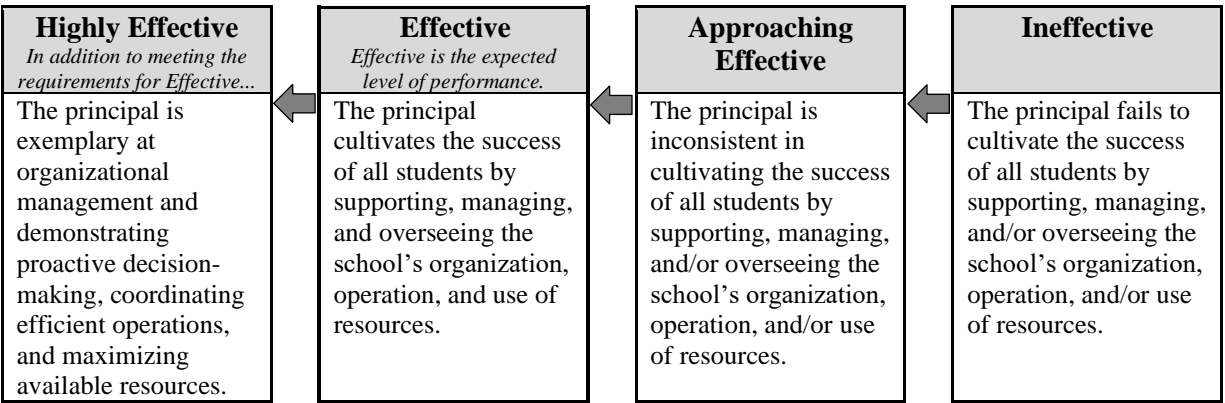 Highly Effective
In addition to meeting the
requirements for Effective...
The principal is
exemplary at
organizational
management and
demonstrating
proactive decision-
making, coordinating
efficient operations,
and maximizing
available resources.
Effective
Effective is the expected
level of performance.
The principal
cultivates the success
of all students by
supporting, managing,
and overseeing the
school’s organization,
operation, and use of
resources.
Approaching
Effective
The principal is
inconsistent in
cultivating the success
of all students by
supporting, managing,
and/or overseeing the
school’s organization,
operation, and/or use
of resources.
Ineffective
The principal fails to
cultivate the success
of all students by
supporting, managing,
and/or overseeing the
school’s organization,
operation, and/or use
of resources.